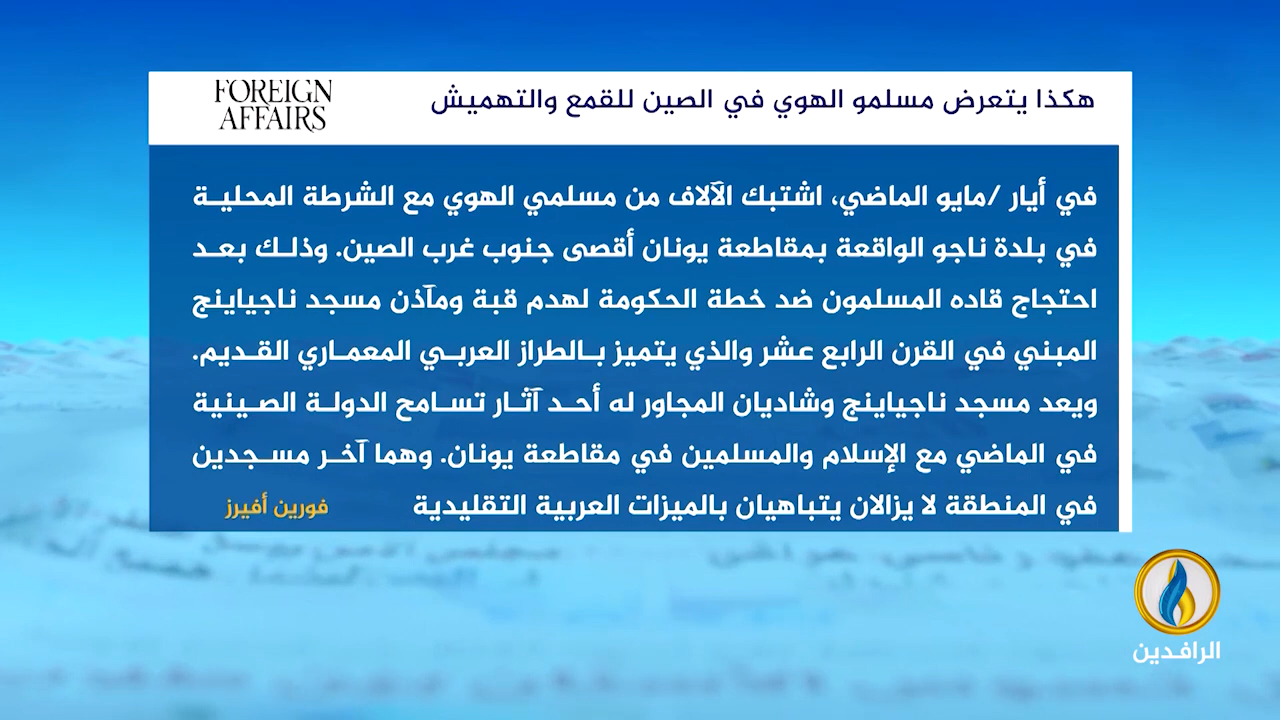 FOREIGN
AFFAIRS
هكذا يتعرض مسلمو الهوي في الصين للقمع والتهميش
في أيار /مايو الماضي، اشتبك الآلاف من مسلمي الهوي مع الشرطة المحلية
في بلدة ناجو الواقعة بمقاطعة يونان أقصى جنوب غرب الصين. وذلك بعد
احتجاج قاده المسلمون ضد خطة الحكومة لهدم قبة ومآذن مسجد ناجياينج
المبني في القرن الرابع عشر والذي يتميز بالطراز العربي المعماري القديم.
ويعد مسجد ناجياينج وشاديان المجاور له أحد آثار تسامح الدولة الصينية
في الماضي مع الإسلام والمسلمين في مقاطعة يونان. وهما آخر مسجدين
في المنطقة لا يزالان يتباهيان بالميزات العربية التقليدية
فورين أفيرز
الرافدين